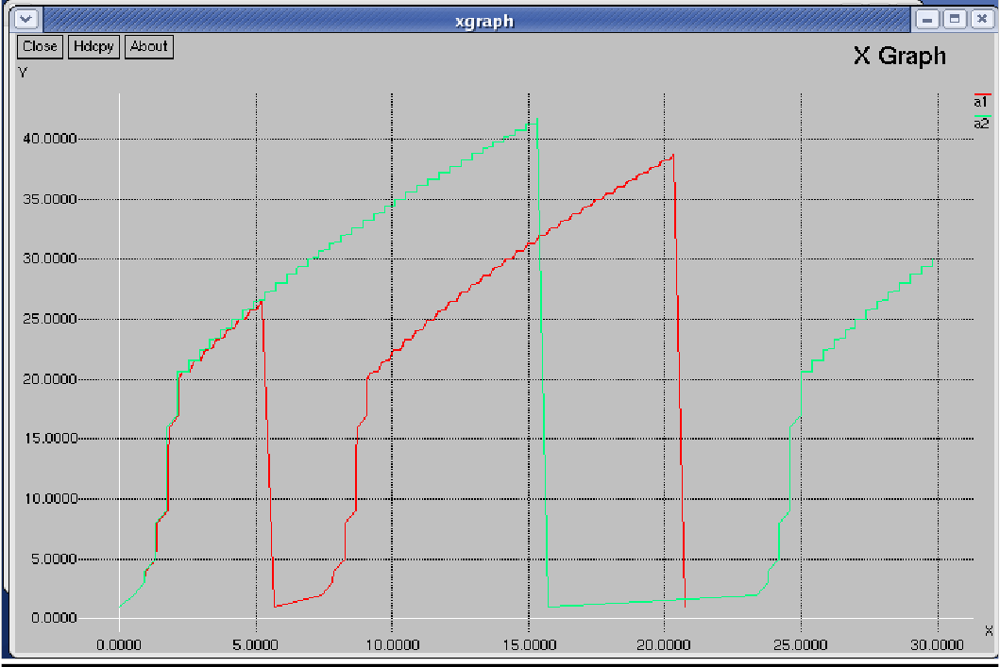 xgraph
Close Hdcpy About
X Graph
Y
a1
a2
40.0000
35.0000
30.0000
25.0000
20.0000
15.0000
10.0000
5.0000
0.0000
X
0.0000 5.0000 10.0000 15.0000 20.0000 25.0000 30.0000